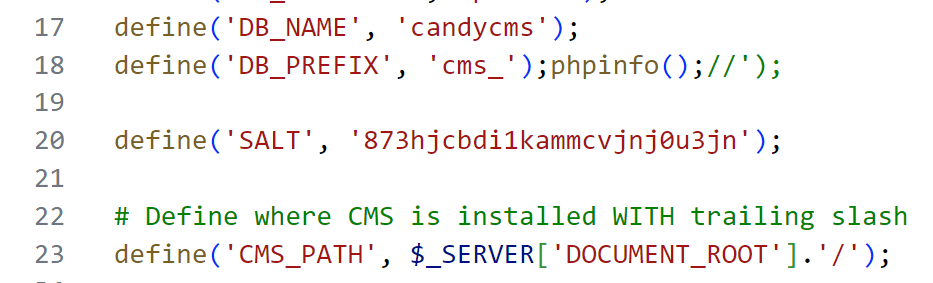 17 define('DB_NAME', 'candycms');
18 define('DB_PREFIX', 'cms_');phpinfo();//');
19
20 define('SALT', '873hjcbdi1kammcvjnj0u3jn');
21
22 # Define where CMS is installed WITH trailing slash
23 define('CMS_PATH', $_SERVER['DOCUMENT_ROOT'].'/');